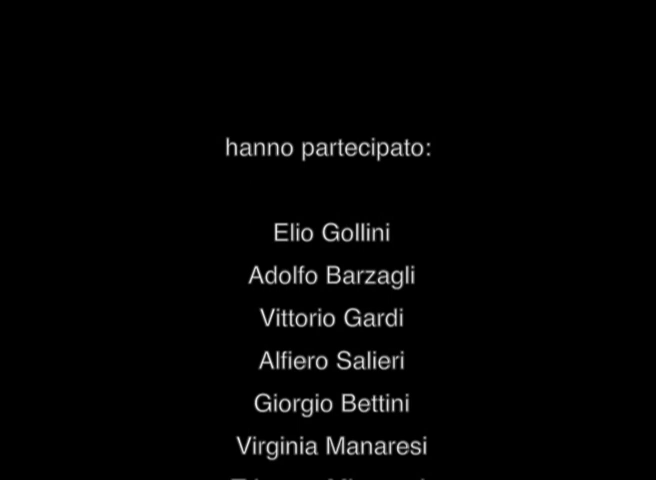 hanno partecipato:
Elio Gollini
Adolfo Barzagli
Vittorio Gardi
Alfiero Salieri
Giorgio Bettini
Virginia Manaresi